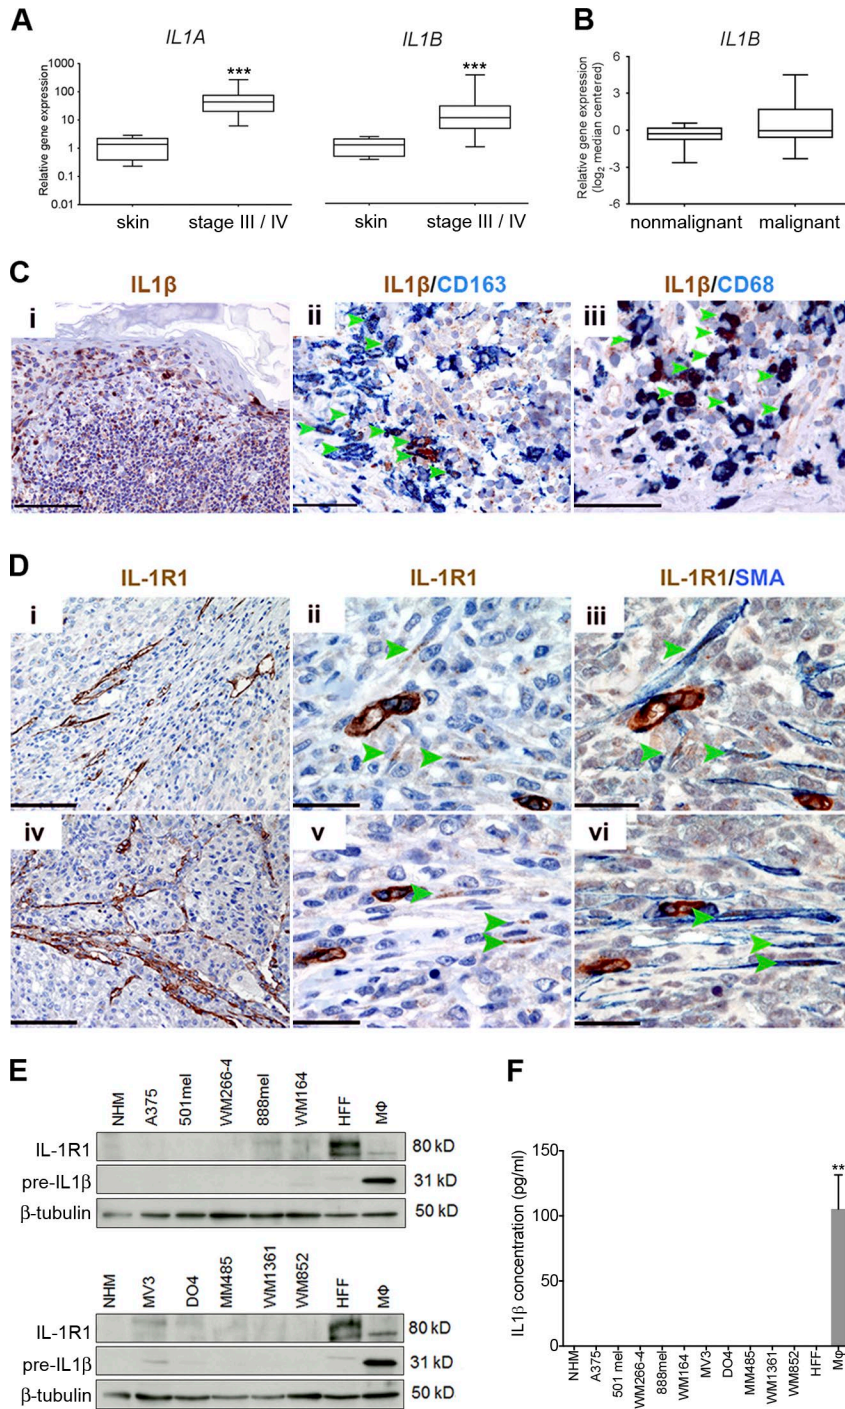 A
IL1A
IL1B
Relative gene expression
1000
100
10
1
0.1
0.01
***
***
skin
stage III / IV
skin
stage III / IV
B
IL1B
Relative gene expression
(log2 median centered)
6
3
0
-3
-6
nonmalignant
malignant
C
IL1β
IL1β/CD163
IL1β/CD68
i
ii
iii
D
IL-1R1
IL-1R1
IL-1R1/SMA
i
ii
iii
iv
v
vi
E
NHM
A375
501mel
WM266-4
888mel
WM164
HFF
MΦ
IL-1R1
80 kD
pre-IL1β
31 kD
β-tubulin
50 kD
NHM
MV3
DO4
MM485
WM1361
WM852
HFF
MΦ
IL-1R1
80 kD
pre-IL1β
31 kD
β-tubulin
50 kD
F
IL1β concentration (pg/ml)
150
100
50
0
**
NHM
A375
501 mel
WM266-4
888mel
WM164
MV3
DO4
MM485
WM1361
WM852
HFF
Mφ